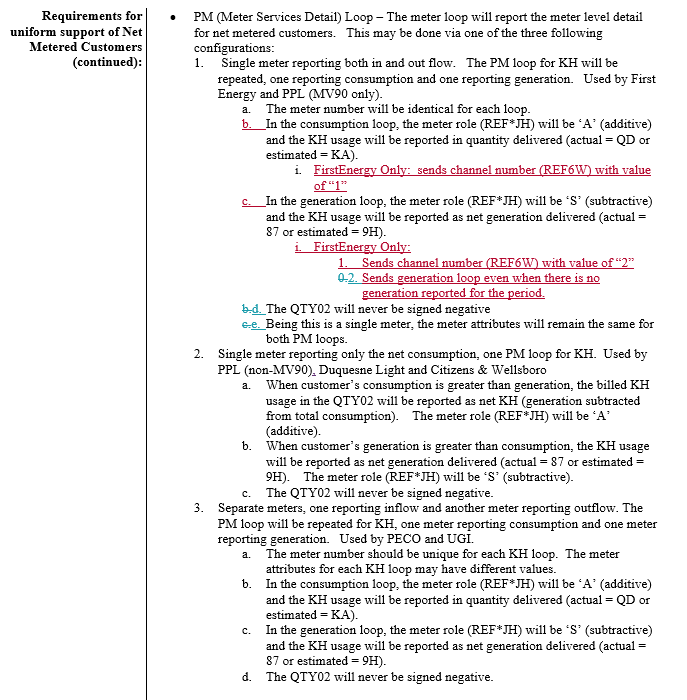 Requirements for
uniform support of Net
Metered Customers
(continued):
• PM (Meter Services Detail) Loop – The meter loop will report the meter level detail
for net metered customers. This may be done via one of the three following
configurations:
1. Single meter reporting both in and out flow. The PM loop for KH will be
repeated, one reporting consumption and one reporting generation. Used by First
Energy and PPL (MV90 only).
a. The meter number will be identical for each loop.
b. In the consumption loop, the meter role (REF*JH) will be ‘A’ (additive)
and the KH usage will be reported in quantity delivered (actual = QD or
estimated = KA).
i. FirstEnergy Only: sends channel number (REF6W) with value
of “1”
c. In the generation loop, the meter role (REF*JH) will be ‘S’ (subtractive)
and the KH usage will be reported as net generation delivered (actual =
87 or estimated = 9H).
i. FirstEnergy Only:
1. Sends channel number (REF6W) with value of “2”
0.2. Sends generation loop even when there is no
generation reported for the period.
b.d. The QTY02 will never be signed negative
c.e. Being this is a single meter, the meter attributes will remain the same for
both PM loops.
2. Single meter reporting only the net consumption, one PM loop for KH. Used by
PPL (non-MV90), Duquesne Light and Citizens & Wellsboro
a. When customer’s consumption is greater than generation, the billed KH
usage in the QTY02 will be reported as net KH (generation subtracted
from total consumption). The meter role (REF*JH) will be ‘A’
(additive).
b. When customer’s generation is greater than consumption, the KH usage
will be reported as net generation delivered (actual = 87 or estimated =
9H). The meter role (REF*JH) will be ‘S’ (subtractive).
c. The QTY02 will never be signed negative.
3. Separate meters, one reporting inflow and another meter reporting outflow. The
PM loop will be repeated for KH, one meter reporting consumption and one meter
reporting generation. Used by PECO and UGI.
a. The meter number should be unique for each KH loop. The meter
attributes for each KH loop may have different values.
b. In the consumption loop, the meter role (REF*JH) will be ‘A’ (additive)
and the KH usage will be reported in quantity delivered (actual = QD or
estimated = KA).
c. In the generation loop, the meter role (REF*JH) will be ‘S’ (subtractive)
and the KH usage will be reported as net generation delivered (actual =
87 or estimated = 9H).
d. The QTY02 will never be signed negative.